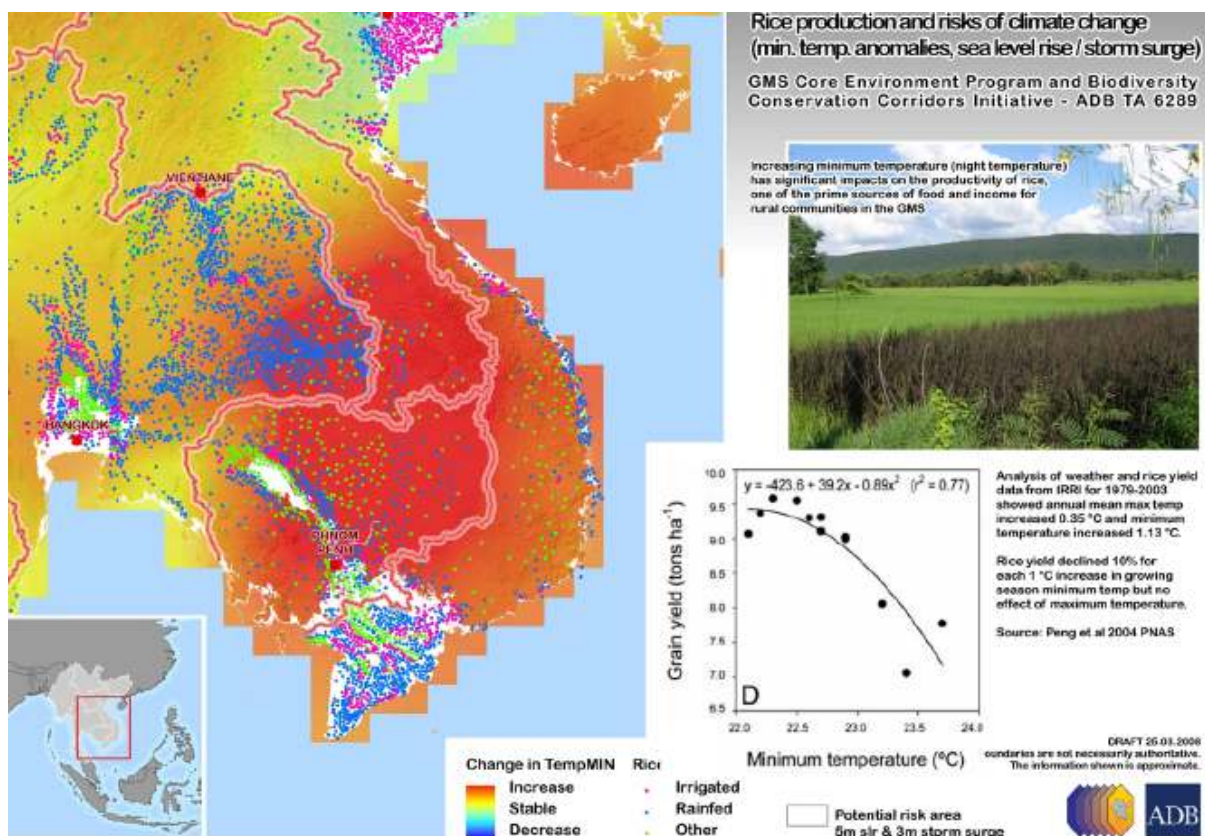 Rice production and risks of climate change
(min. temp. anomalies, sea level rise / storm surge)
GMS Core Environment Program and Biodiversity
Conservation Corridors Initiative - ADB TA 6289
Increasing minimum temperature (night temperature)
has significant impacts on the productivity of rice,
one of the prime sources of food and income for
rural communities in the GMS
VIENTIANE
BANGKOK
PHNOM
PENH
y = -423.6 + 39.2x - 0.89x² (r² = 0.77)
Grain yield (tons ha⁻¹)
10.0
9.5
9.0
8.5
8.0
7.5
7.0
6.5
D
22.0 22.5 23.0 23.5 24.0
Minimum temperature (ºC)
Analysis of weather and rice yield
data from IRRI for 1979-2003
showed annual mean max temp
increased 0.35 °C and minimum
temperature increased 1.13 °C.
Rice yield declined 10% for
each 1 °C increase in growing
season minimum temp but no
effect of maximum temperature.
Source: Peng et al 2004 PNAS
DRAFT 25.03.2008
oundaries are not necessarily authoritative.
The information shown is approximate.
Change in TempMIN
Increase
Stable
Decrease
Rice
Irrigated
Rainfed
Other
Potential risk area
5m slr & 3m storm surge
ADB